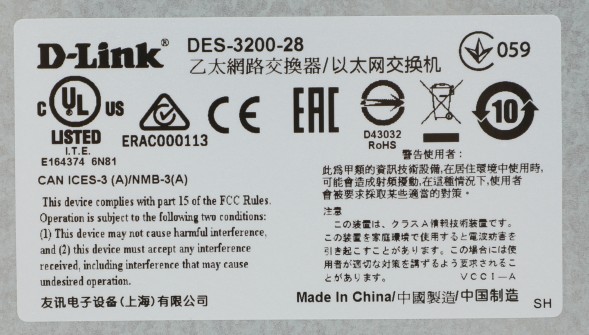 D-Link®
DES-3200-28
乙太網路交換器/以太网交换机
059
C UL US
LISTED
I.T.E.
E164374 6N81
ERAC000113
CE
EAC
D43032
RoHS
10
CAN ICES-3 (A)/NMB-3(A)
This device complies with part 15 of the FCC Rules.
Operation is subject to the following two conditions:
(1) This device may not cause harmful interference,
and (2) this device must accept any interference
received, including interference that may cause
undesired operation.
友讯电子设备(上海)有限公司
警告使用者:
此為甲類的資訊技術設備,在居住環境中使用時,
可能會造成射頻擾動,在這種情況下,使用者
會被要求採取某些適當的對策
注意
この装置は、クラスA情報技術装置です。
この装置を家庭環境で使用すると電波妨害を
引き起こすことがあります。この場合には使
用者が適切な対策を講ずるよう要求されるこ
とがあります。 VCCI-A
Made In China/中國製造/中国制造
SH